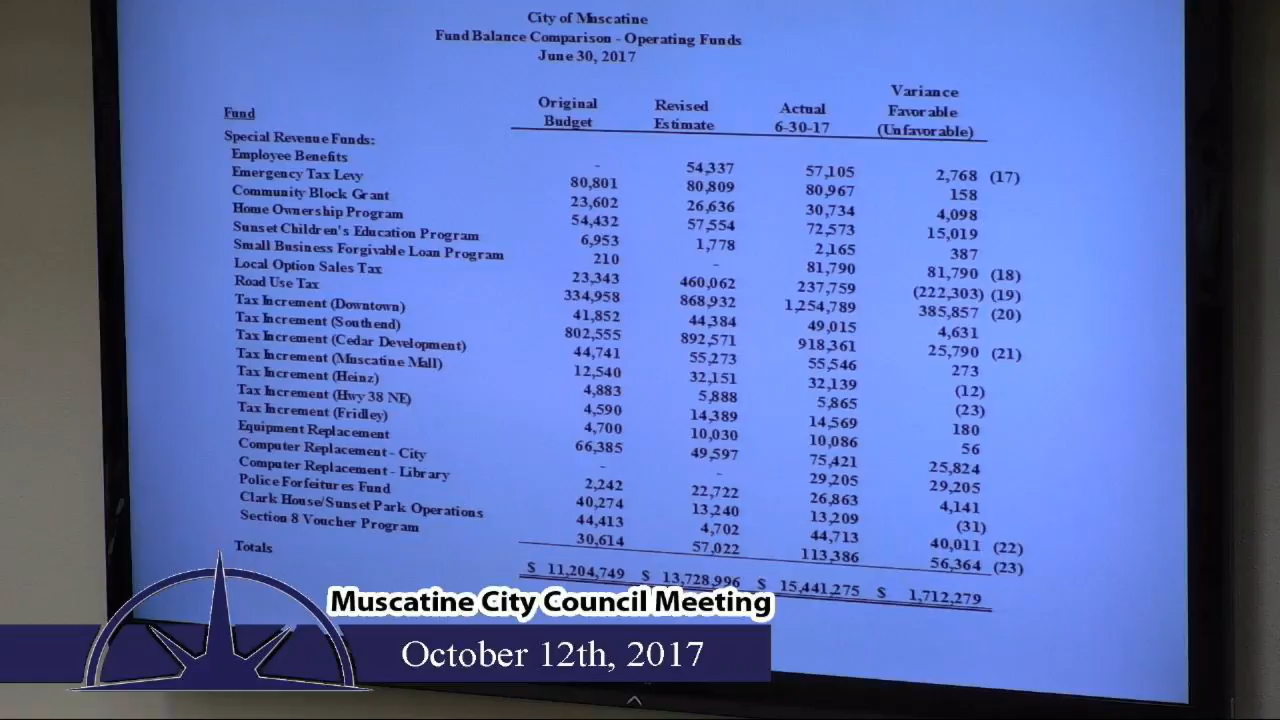 City of Muscatine
Fund Balance Comparison - Operating Funds
June 30, 2017
Variance
Original Revised Actual Favorable
Fund Budget Estimate 6-30-17 (Unfavorable)
Special Revenue Funds:
Employee Benefits - 54,337 57,105 2,768 (17)
Emergency Tax Levy 80,801 80,809 80,967 158
Community Block Grant 23,602 26,636 30,734 4,098
Home Ownership Program 54,432 57,554 72,573 15,019
Sunset Children's Education Program 6,953 1,778 2,165 387
Small Business Forgivable Loan Program 210 - 81,790 81,790 (18)
Local Option Sales Tax 23,343 460,062 237,759 (222,303) (19)
Road Use Tax 334,958 868,932 1,254,789 385,857 (20)
Tax Increment (Downtown) 41,852 44,384 49,015 4,631
Tax Increment (Southend) 802,555 892,571 918,361 25,790 (21)
Tax Increment (Cedar Development) 44,741 55,273 55,546 273
Tax Increment (Muscatine Mall) 12,540 32,151 32,139 (12)
Tax Increment (Heinz) 4,883 5,888 5,865 (23)
Tax Increment (Hwy 38 NE) 4,590 14,389 14,569 180
Tax Increment (Fridley) 4,700 10,030 10,086 56
Equipment Replacement 66,385 49,597 75,421 25,824
Computer Replacement - City - - 29,205 29,205
Computer Replacement - Library 2,242 22,722 26,863 4,141
Police Forfeitures Fund 40,274 13,240 13,209 (31)
Clark House/Sunset Park Operations 44,413 4,702 44,713 40,011 (22)
Section 8 Voucher Program 30,614 57,022 113,386 56,364 (23)
Totals $ 11,204,749 $ 13,728,996 $ 15,441,275 $ 1,712,279
Muscatine City Council Meeting
October 12th, 2017